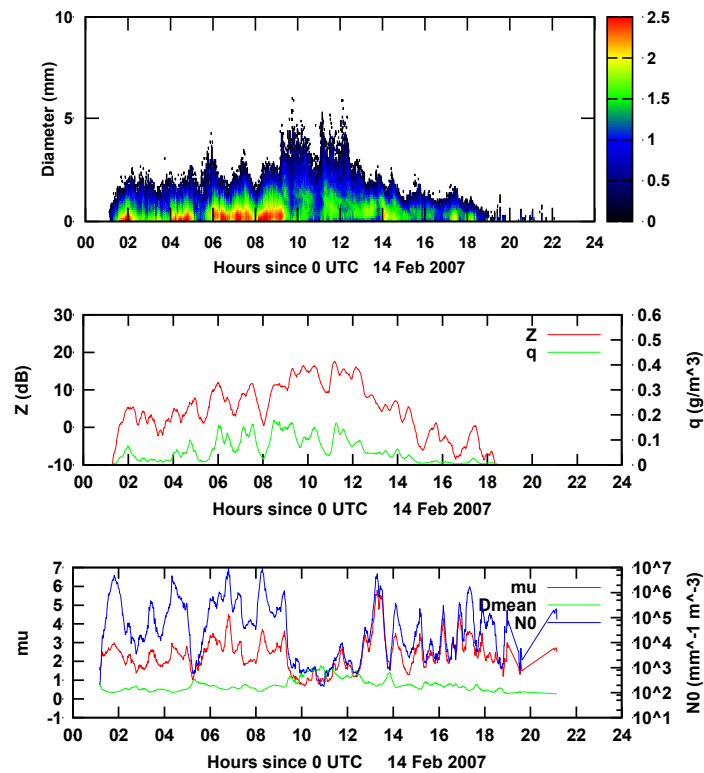 10
5
0
Diameter (mm)
2.5
2
1.5
1
0.5
0
00 02 04 06 08 10 12 14 16 18 20 22 24
Hours since 0 UTC 14 Feb 2007
30
20
10
0
-10
Z (dB)
Z
q
0.6
0.5
0.4
0.3
0.2
0.1
0
q (g/m^3)
00 02 04 06 08 10 12 14 16 18 20 22 24
Hours since 0 UTC 14 Feb 2007
7
6
5
4
3
2
1
0
-1
mu
mu
Dmean
N0
10^7
10^6
10^5
10^4
10^3
10^2
10^1
N0 (mm^-1 m^-3)
00 02 04 06 08 10 12 14 16 18 20 22 24
Hours since 0 UTC 14 Feb 2007